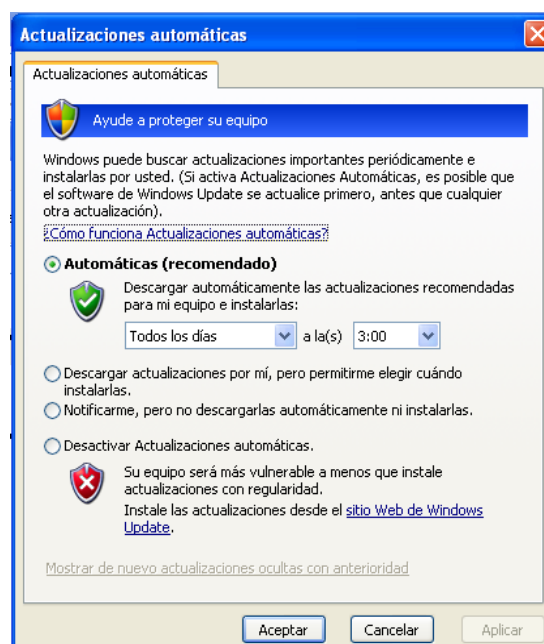 Actualizaciones automáticas
Actualizaciones automáticas
Ayude a proteger su equipo
Windows puede buscar actualizaciones importantes periódicamente e
instalarlas por usted. (Si activa Actualizaciones Automáticas, es posible que
el software de Windows Update se actualice primero, antes que cualquier
otra actualización).
¿Cómo funciona Actualizaciones automáticas?
Automáticas (recomendado)
Descargar automáticamente las actualizaciones recomendadas
para mi equipo e instalarlas:
Todos los días a la(s) 3:00
Descargar actualizaciones por mí, pero permitirme elegir cuándo
instalarlas.
Notificarme, pero no descargarlas automáticamente ni instalarlas.
Desactivar Actualizaciones automáticas.
Su equipo será más vulnerable a menos que instale
actualizaciones con regularidad.
Instale las actualizaciones desde el sitio Web de Windows
Update.
Mostrar de nuevo actualizaciones ocultas con anterioridad
Aceptar Cancelar Aplicar